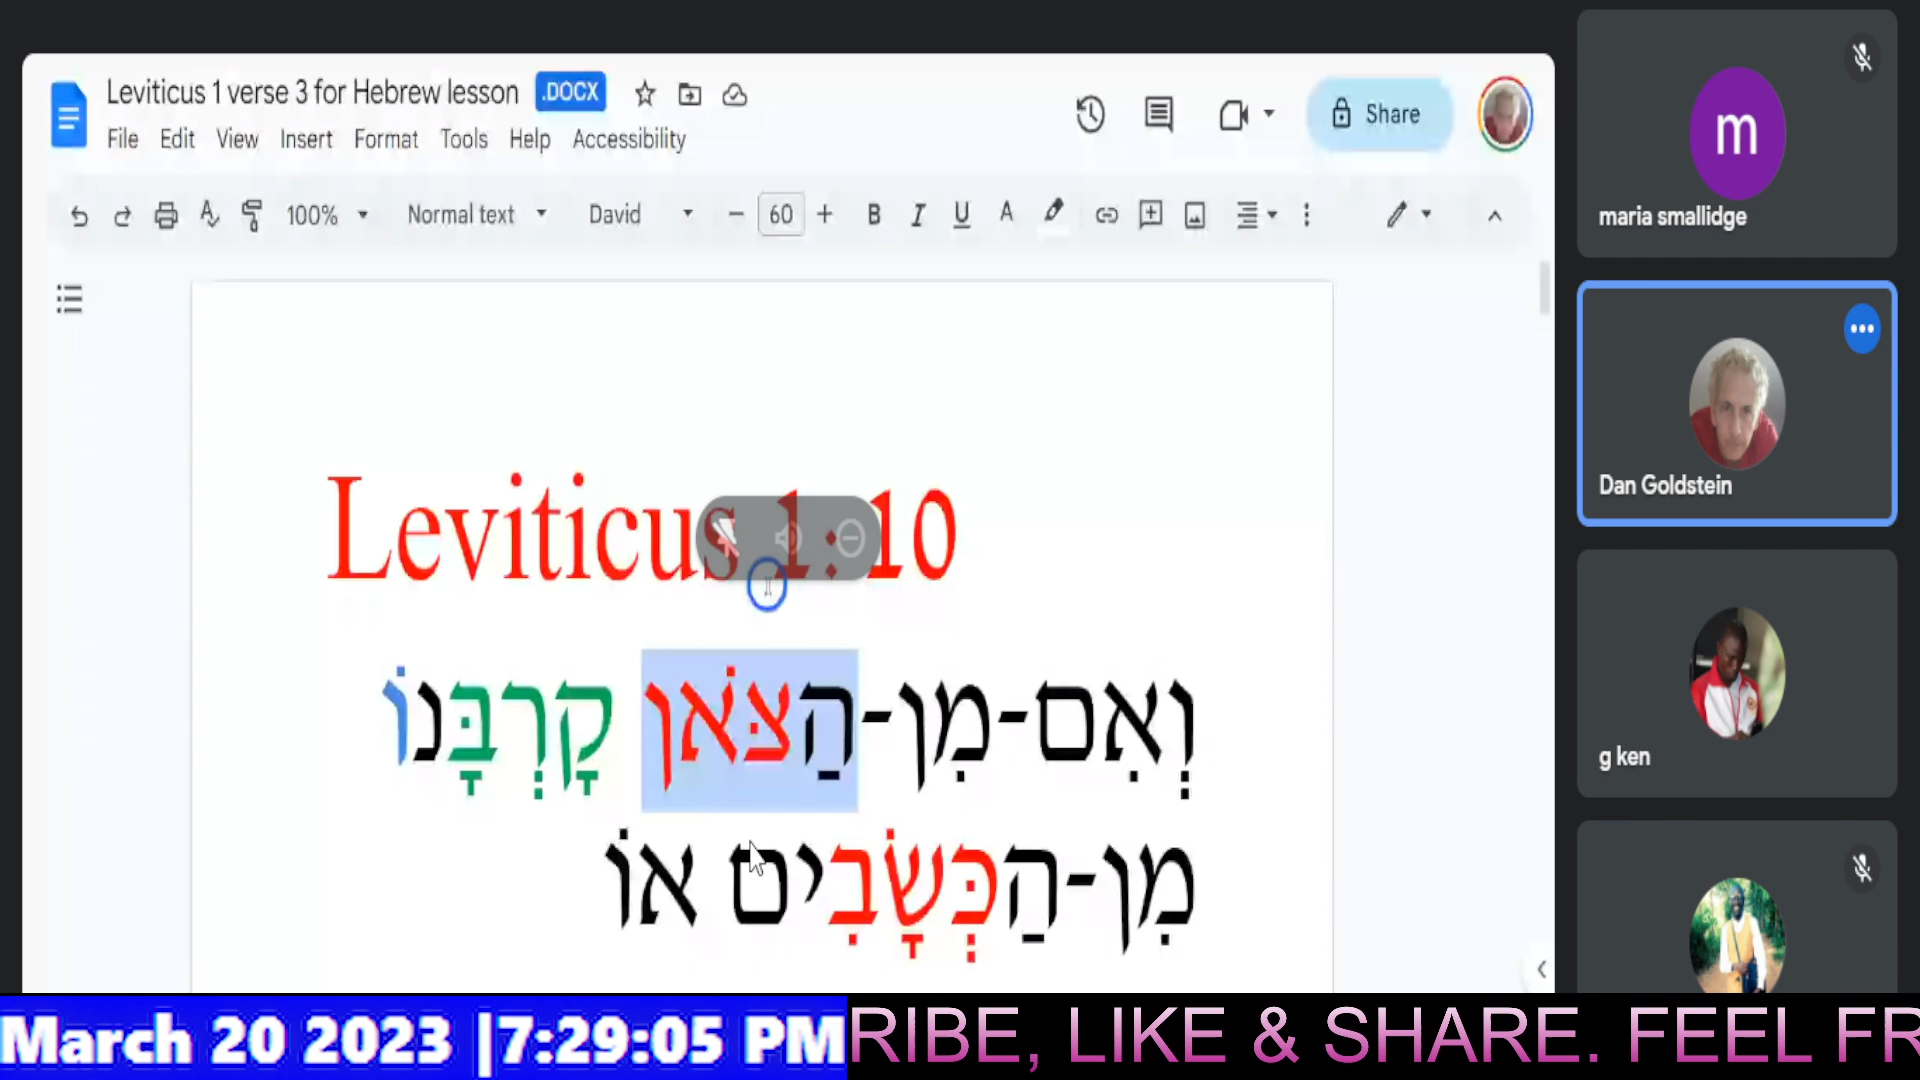 Leviticus 1 verse 3 for Hebrew lesson .DOCX
File Edit View Insert Format Tools Help Accessibility
Share
100% Normal text David − 60 + B I U A
Leviticus 1:10
וְאִם-מִן-הַצֹּאן קָרְבָּנוֹ
מִן-הַכְּשָׂבִים אוֹ
m
maria smallidge
Dan Goldstein
g ken
March 20 2023 |7:29:05 PM
RIBE, LIKE & SHARE. FEEL FR